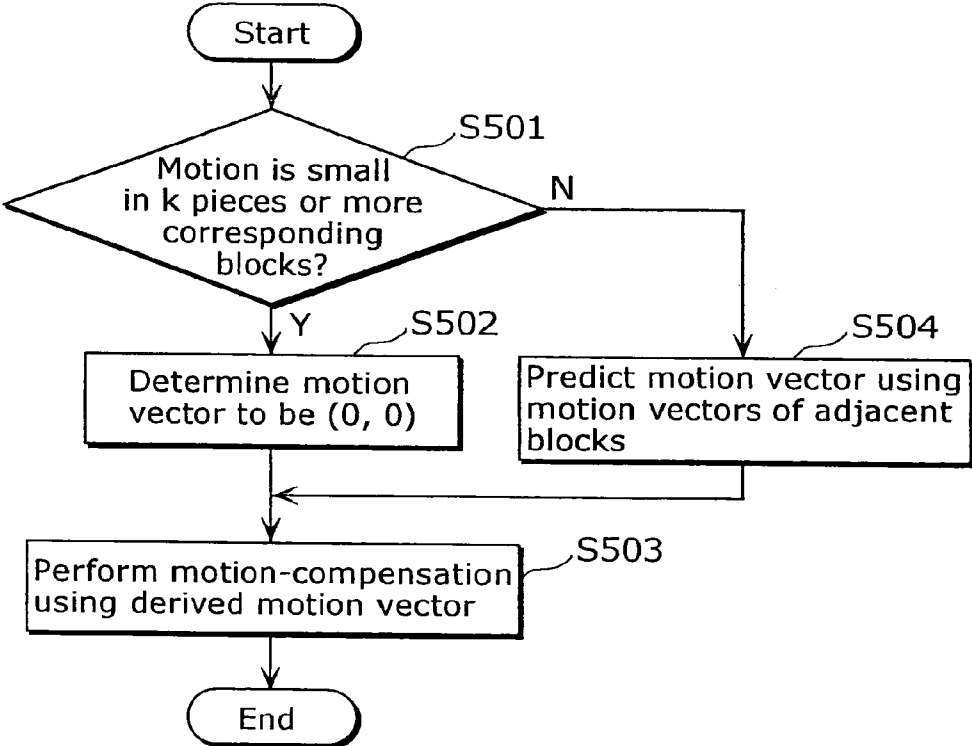 Start
S501
Motion is small
in k pieces or more
corresponding
blocks?
N
Y
S502
Determine motion
vector to be (0, 0)
S504
Predict motion vector using
motion vectors of adjacent
blocks
S503
Perform motion-compensation
using derived motion vector
End